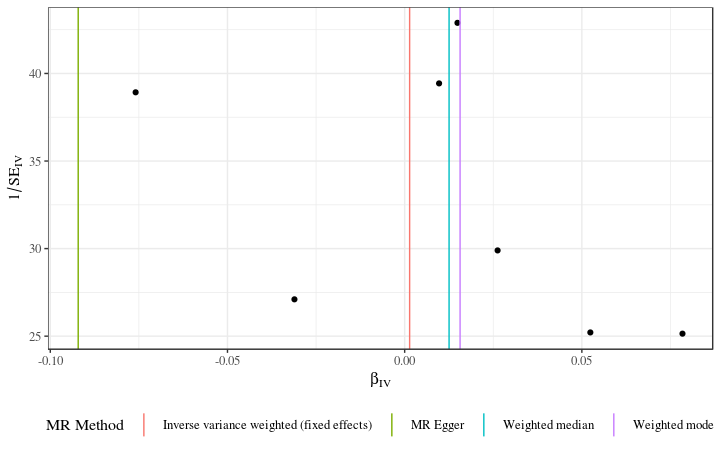 1/SE_IV
40
35
30
25
-0.10 -0.05 0.00 0.05
β_IV
MR Method Inverse variance weighted (fixed effects) MR Egger Weighted median Weighted mode